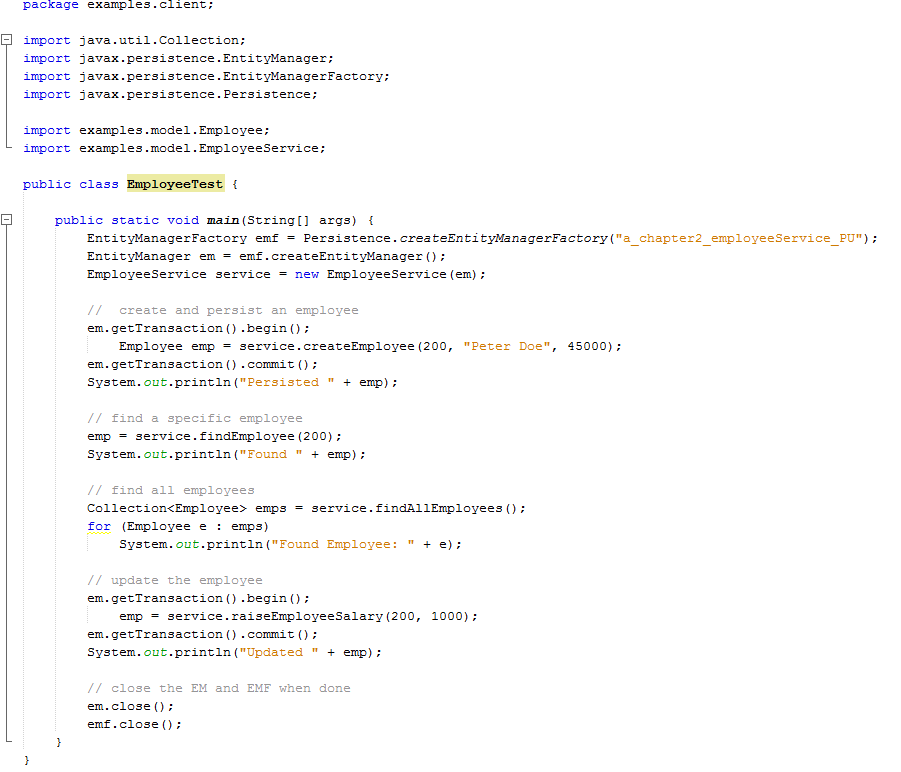 package examples.client;
import java.util.Collection;
import javax.persistence.EntityManager;
import javax.persistence.EntityManagerFactory;
import javax.persistence.Persistence;
import examples.model.Employee;
import examples.model.EmployeeService;
public class EmployeeTest {
public static void main(String[] args) {
EntityManagerFactory emf = Persistence.createEntityManagerFactory("a_chapter2_employeeService_PU");
EntityManager em = emf.createEntityManager();
EmployeeService service = new EmployeeService(em);
//  create and persist an employee
em.getTransaction().begin();
Employee emp = service.createEmployee(200, "Peter Doe", 45000);
em.getTransaction().commit();
System.out.println("Persisted " + emp);
// find a specific employee
emp = service.findEmployee(200);
System.out.println("Found " + emp);
// find all employees
Collection<Employee> emps = service.findAllEmployees();
for (Employee e : emps)
System.out.println("Found Employee: " + e);
// update the employee
em.getTransaction().begin();
emp = service.raiseEmployeeSalary(200, 1000);
em.getTransaction().commit();
System.out.println("Updated " + emp);
// close the EM and EMF when done
em.close();
emf.close();
}
}